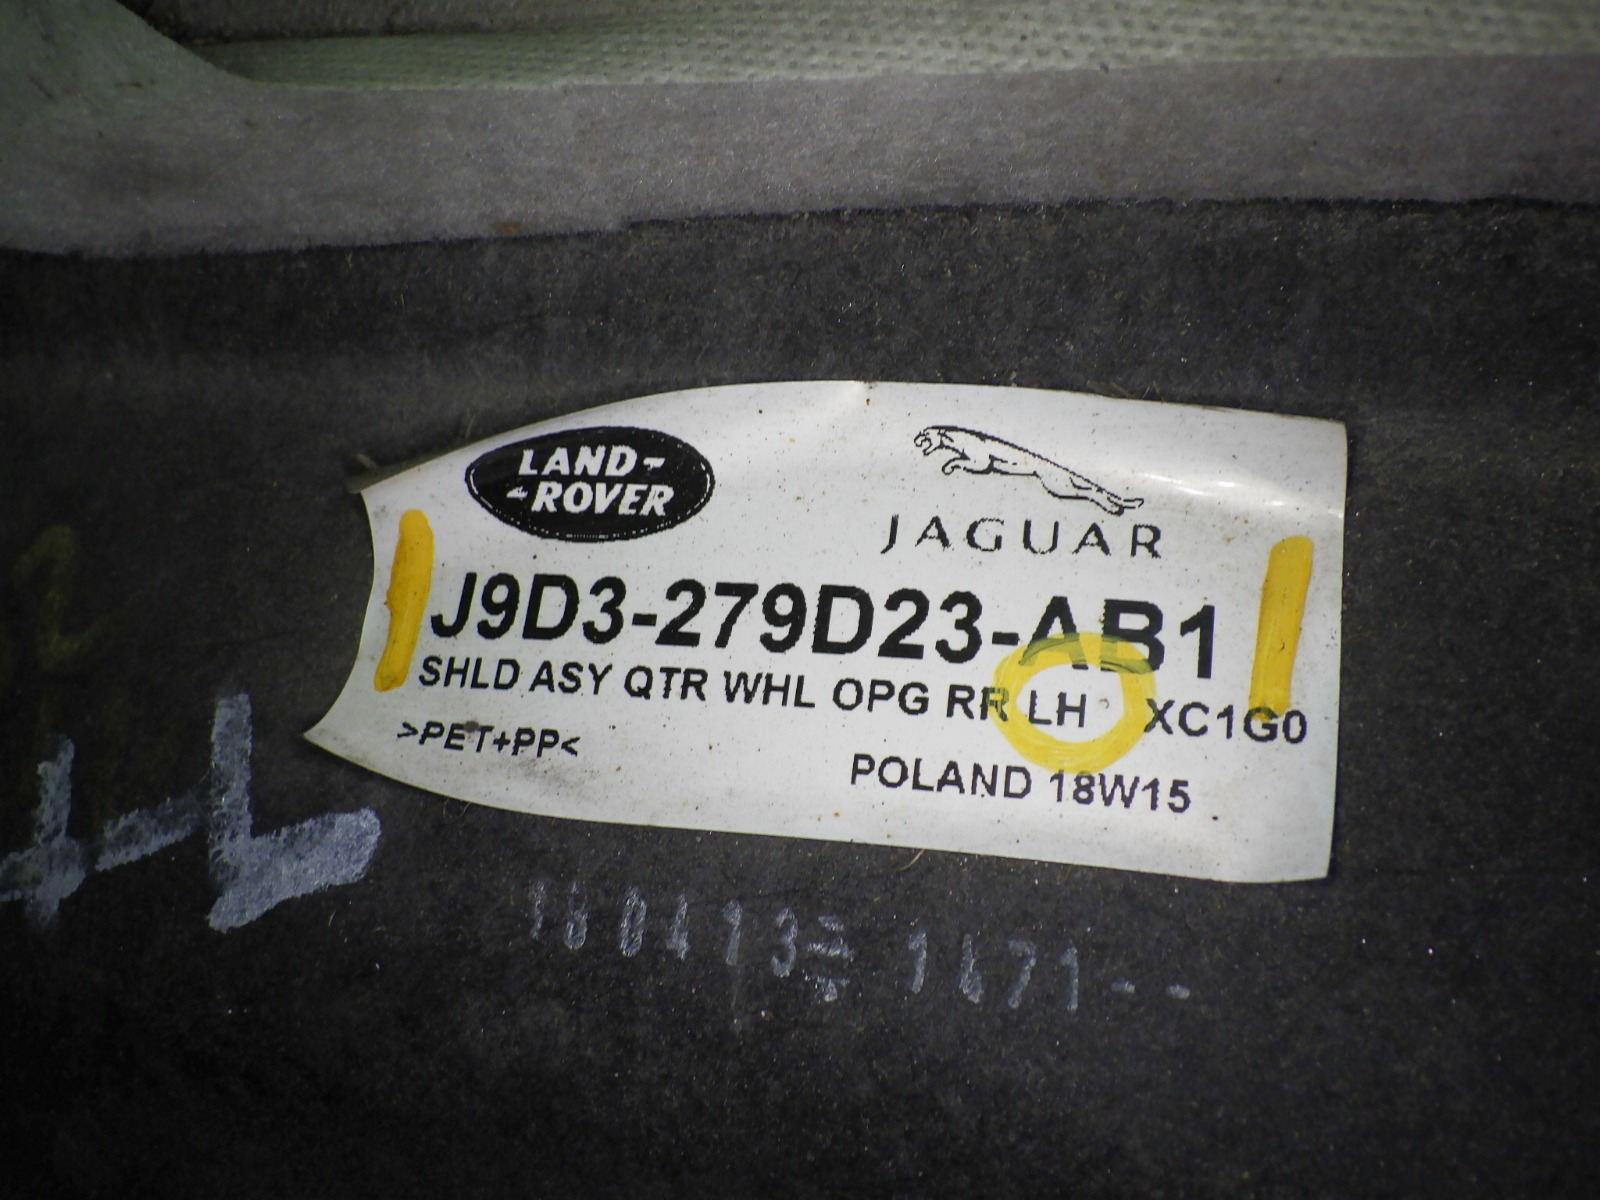 LAND-
-ROVER
JAGUAR
J9D3-279D23-AB1
SHLD ASY QTR WHL OPG RR LH XC1G0
>PET+PP<
POLAND 18W15